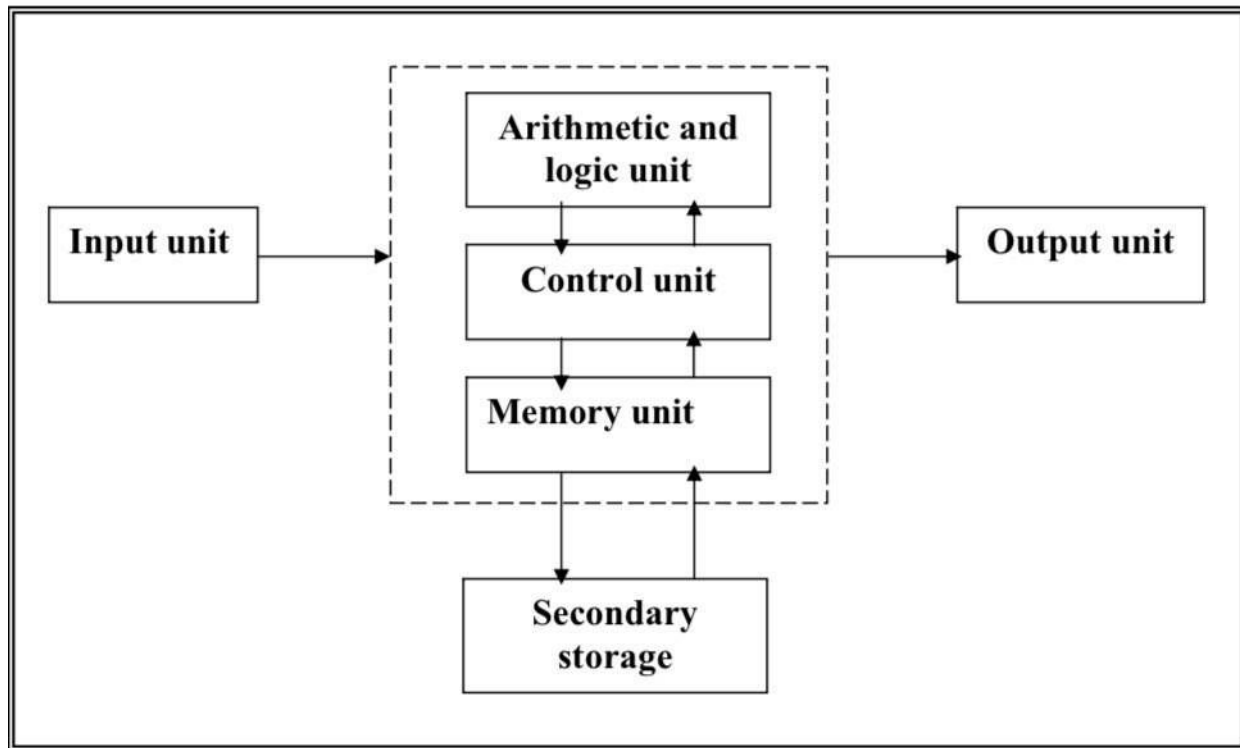 Arithmetic and
logic unit
Input unit
Control unit
Output unit
Memory unit
Secondary
storage